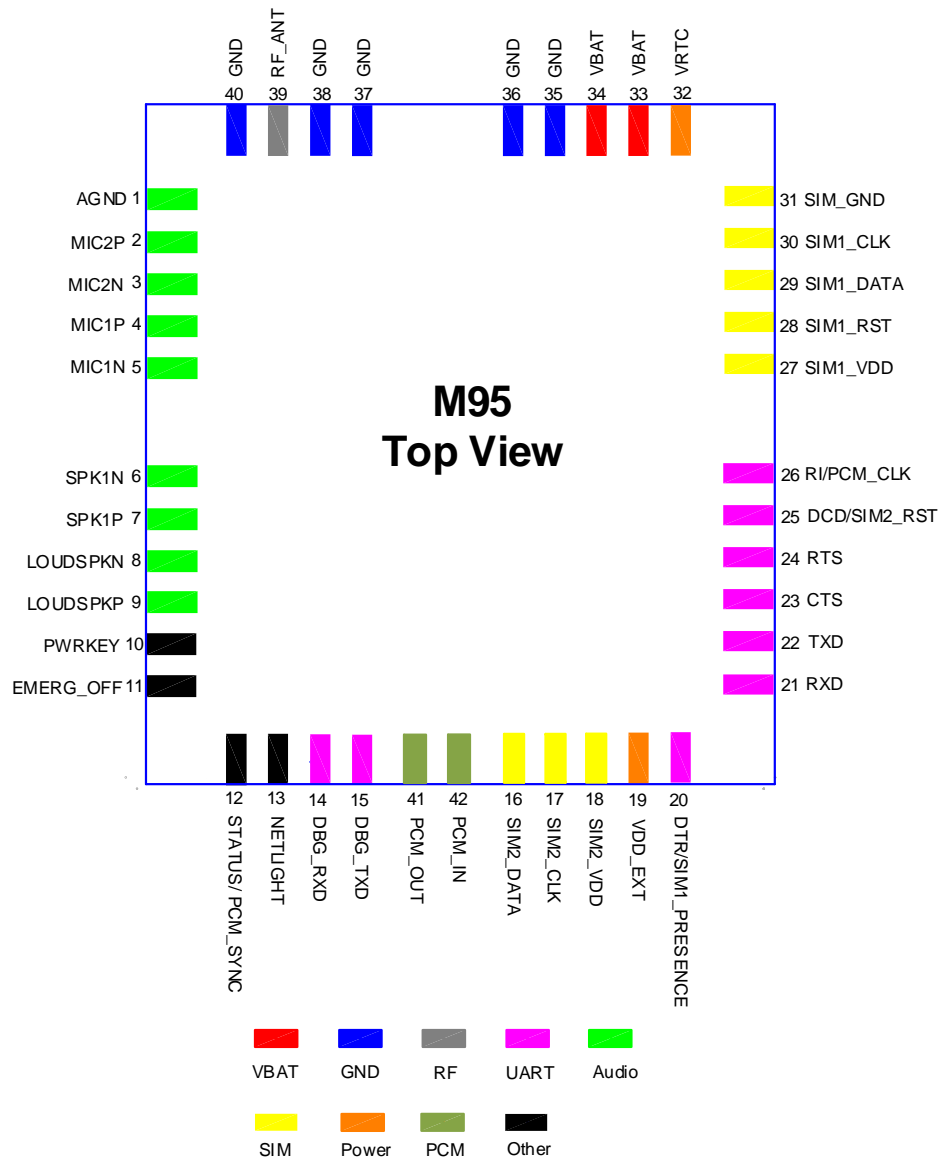 GND
RF_ANT
GND
GND
GND
GND
VBAT
VBAT
VRTC
40
39
38
37
36
35
34
33
32
AGND 1
MIC2P 2
MIC2N 3
MIC1P 4
MIC1N 5
SPK1N 6
SPK1P 7
LOUDSPKN 8
LOUDSPKP 9
PWRKEY 10
EMERG_OFF 11
M95
Top View
31 SIM_GND
30 SIM1_CLK
29 SIM1_DATA
28 SIM1_RST
27 SIM1_VDD
26 RI/PCM_CLK
25 DCD/SIM2_RST
24 RTS
23 CTS
22 TXD
21 RXD
12
13
14
15
41
42
16
17
18
19
20
STATUS/ PCM_SYNC
NETLIGHT
DBG_RXD
DBG_TXD
PCM_OUT
PCM_IN
SIM2_DATA
SIM2_CLK
SIM2_VDD
VDD_EXT
DTR/SIM1_PRESENCE
VBAT
GND
RF
UART
Audio
SIM
Power
PCM
Other